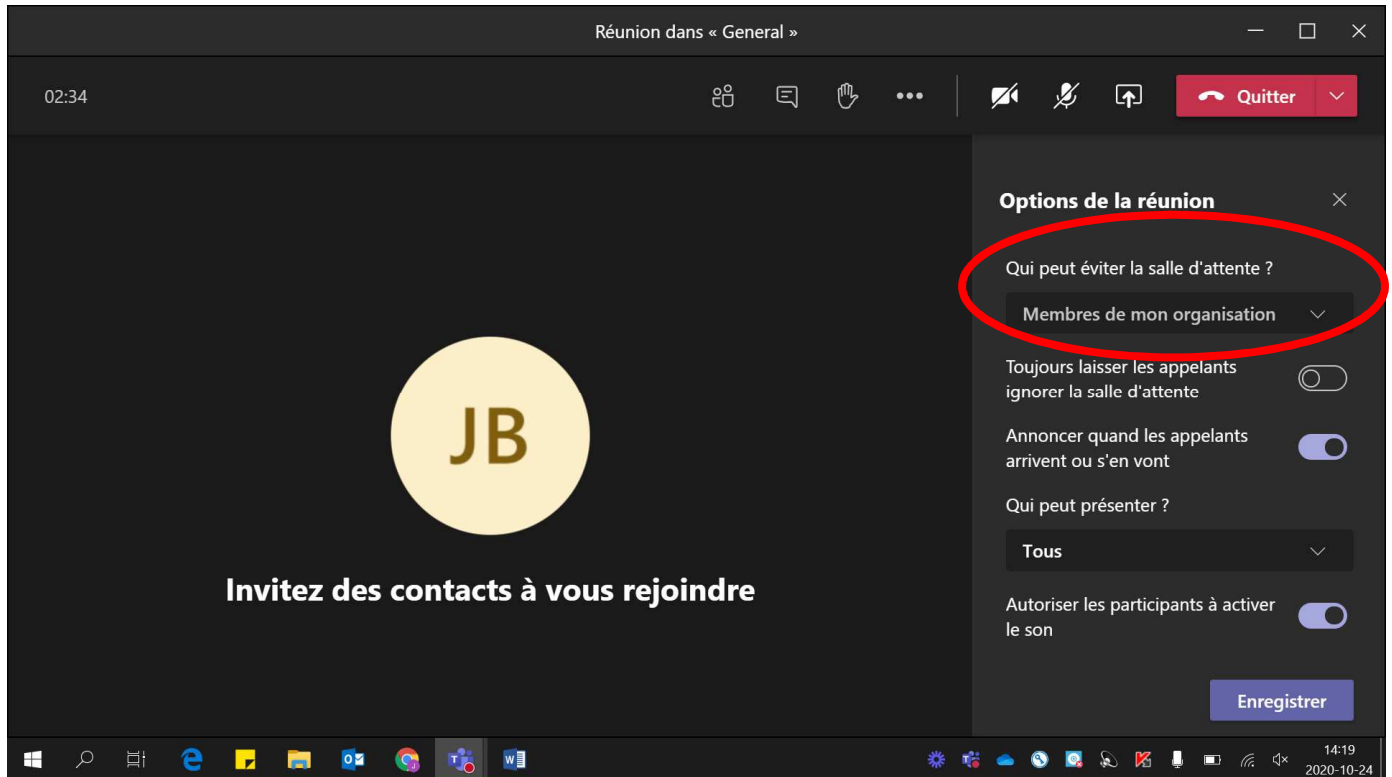 Réunion dans « General »
02:34
Quitter
Options de la réunion
Qui peut éviter la salle d'attente ?
Membres de mon organisation
Toujours laisser les appelants
ignorer la salle d'attente
Annoncer quand les appelants
arrivent ou s'en vont
Qui peut présenter ?
Tous
Autoriser les participants à activer
le son
Enregistrer
JB
Invitez des contacts à vous rejoindre
14:19
2020-10-24